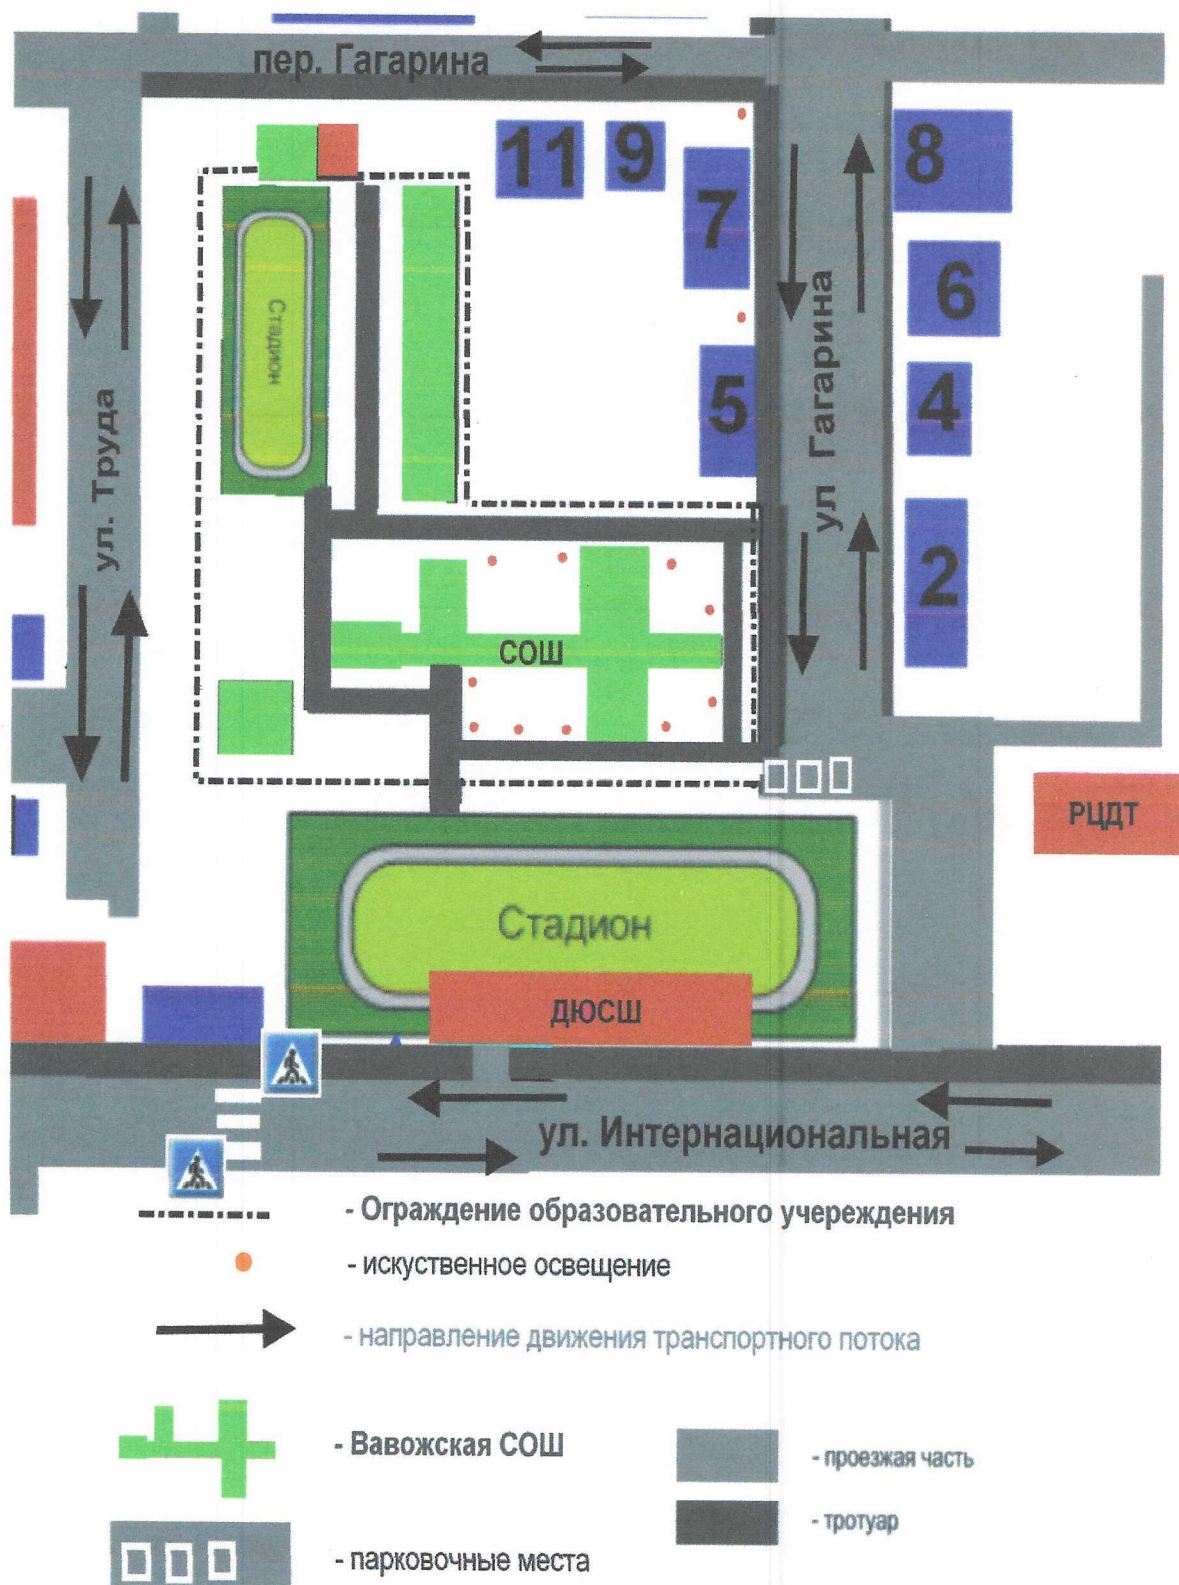 пер. Гагарина
11
9
7
8
6
5
4
2
Стадион
ул. Труда
ул Гагарина
СОШ
РЦДТ
Стадион
ДЮСШ
ул. Интернациональная
- Ограждение образовательного учереждения
- искуственное освещение
- направление движения транспортного потока
- Вавожская СОШ
- проезжая часть
- тротуар
- парковочные места